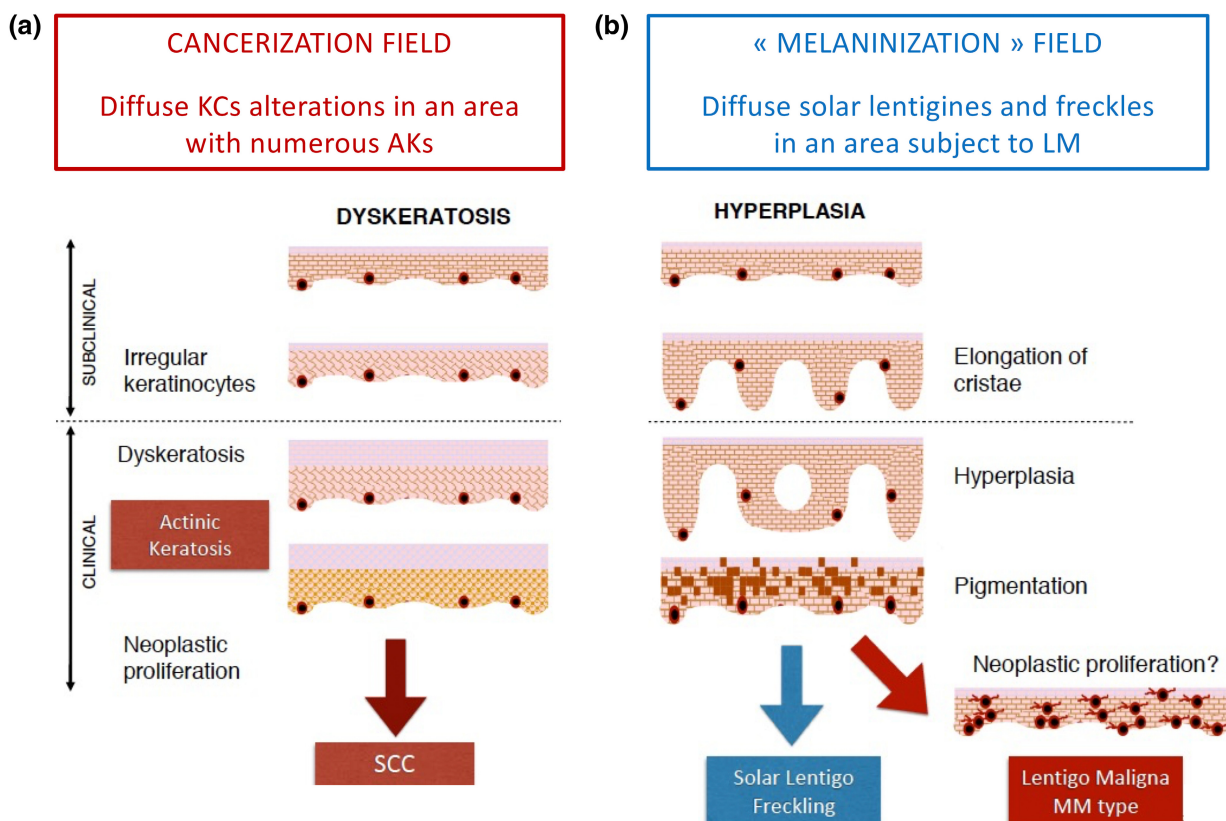 (a)
CANCERIZATION FIELD
Diffuse KCs alterations in an area
with numerous AKs
(b)
« MELANINIZATION » FIELD
Diffuse solar lentigines and freckles
in an area subject to LM
DYSKERATOSIS
SUBCLINICAL
Irregular
keratinocytes
CLINICAL
Dyskeratosis
Actinic
Keratosis
Neoplastic
proliferation
SCC
HYPERPLASIA
Elongation of
cristae
Hyperplasia
Pigmentation
Neoplastic proliferation?
Solar Lentigo
Freckling
Lentigo Maligna
MM type